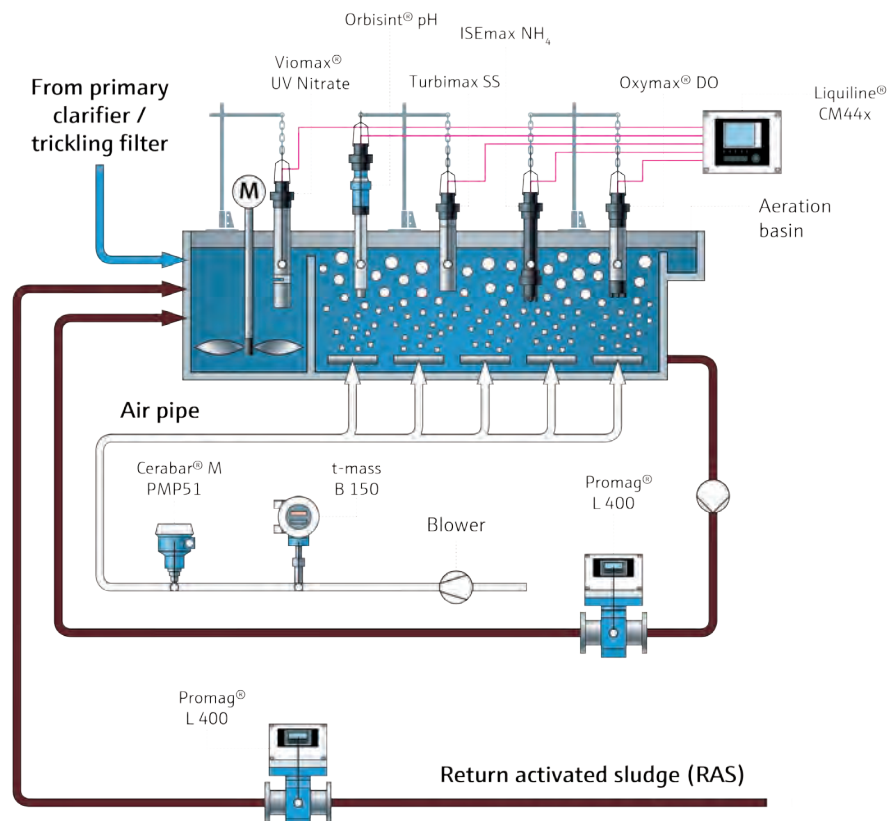 Orbisint® pH
ISEmax NH₄
Viomax®
UV Nitrate
Turbimax SS
Oxymax® DO
Liquiline®
CM44x
From primary
clarifier /
trickling filter
M
Aeration
basin
Air pipe
Cerabar® M
PMP51
t-mass
B 150
Blower
Promag®
L 400
Promag®
L 400
Return activated sludge (RAS)